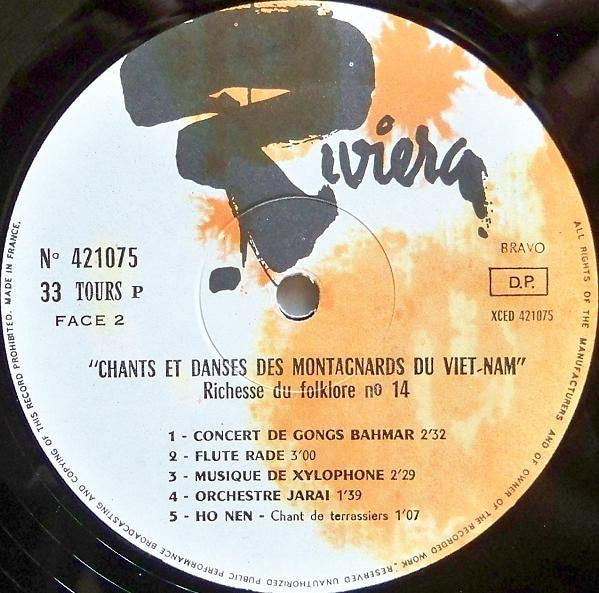 Riviera
Nº 421075
33 TOURS P
FACE 2
BRAVO
D.P.
XCED 421075
"CHANTS ET DANSES DES MONTAGNARDS DU VIET-NAM"
Richesse du folklore nº 14
1 - CONCERT DE GONGS BAHMAR 2'32
2 - FLUTE RADE 3'00
3 - MUSIQUE DE XYLOPHONE 2'29
4 - ORCHESTRE JARAI 1'39
5 - HO NEN - Chant de terrassiers 1'07
ALL RIGHTS OF THE MANUFACTURERS AND OF OWNER OF THE RECORDED WORK RESERVED UNAUTHORIZED PUBLIC PERFORMANCE BROADCASTING AND COPYING OF THIS RECORD PROHIBITED. MADE IN FRANCE.